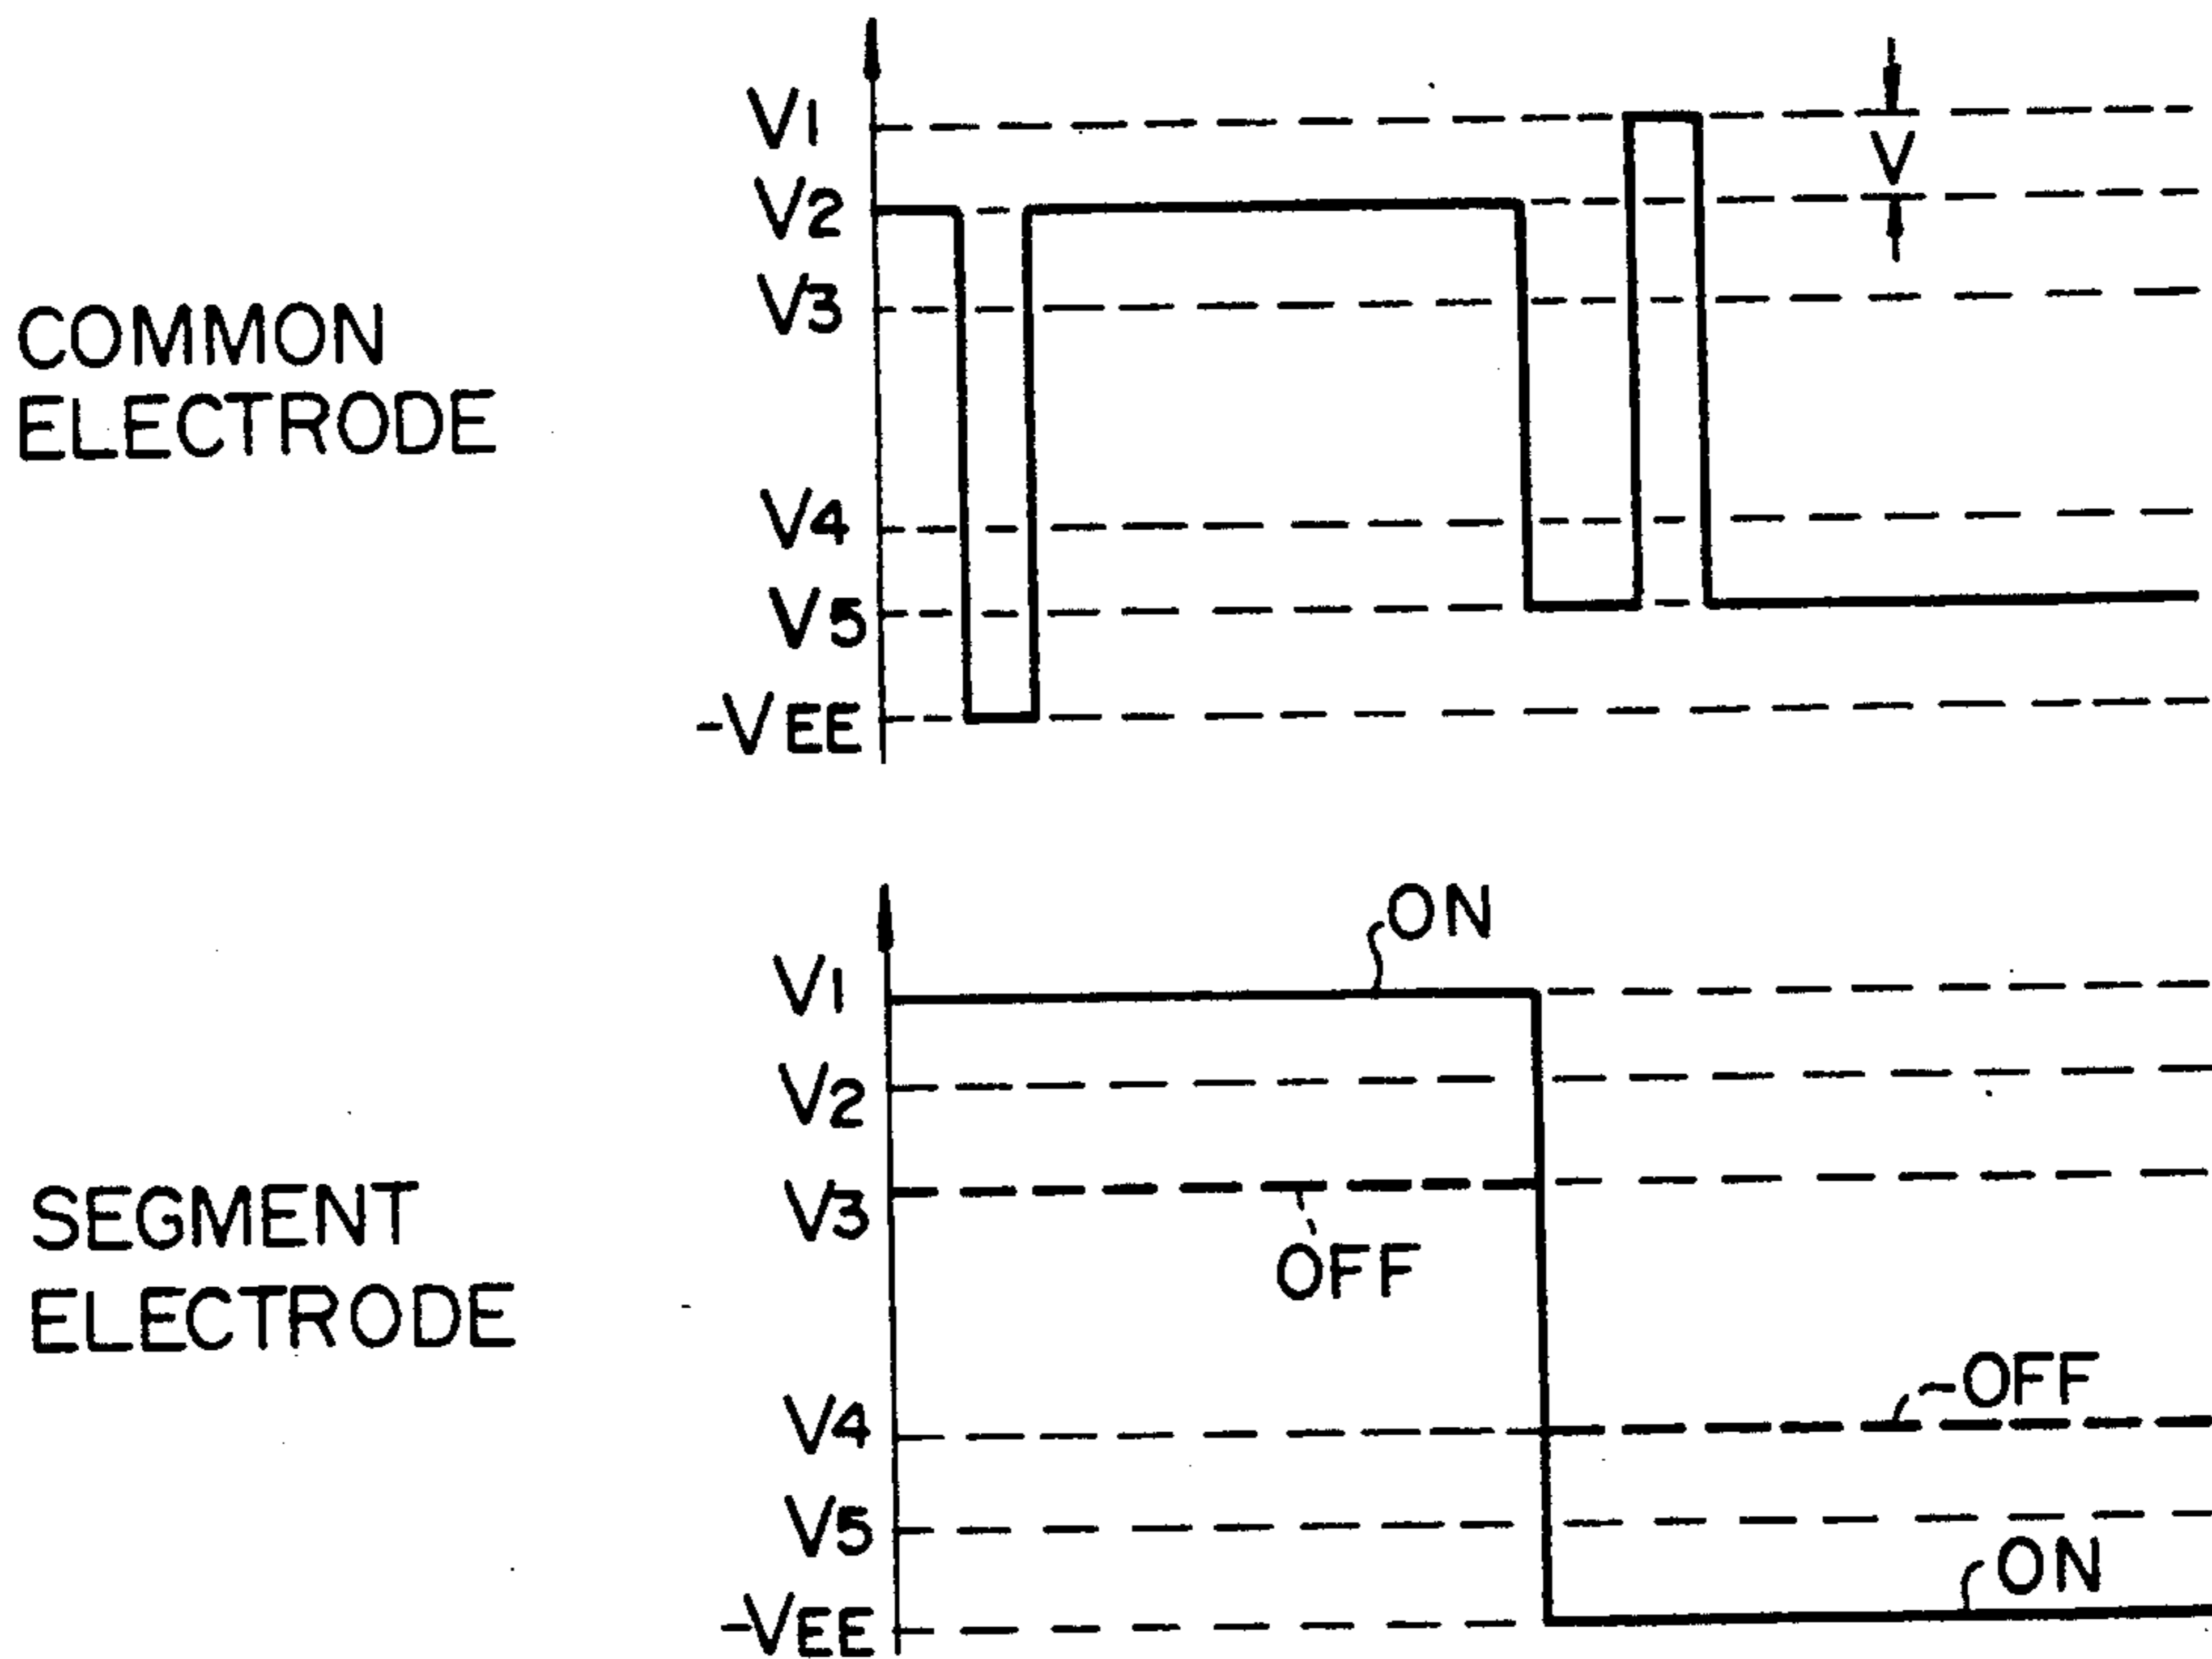 V1
V
V2
V3
COMMON
ELECTRODE
V4
V5
-VEE
ON
V1
V2
V3
SEGMENT
ELECTRODE
OFF
OFF
V4
V5
ON
-VEE